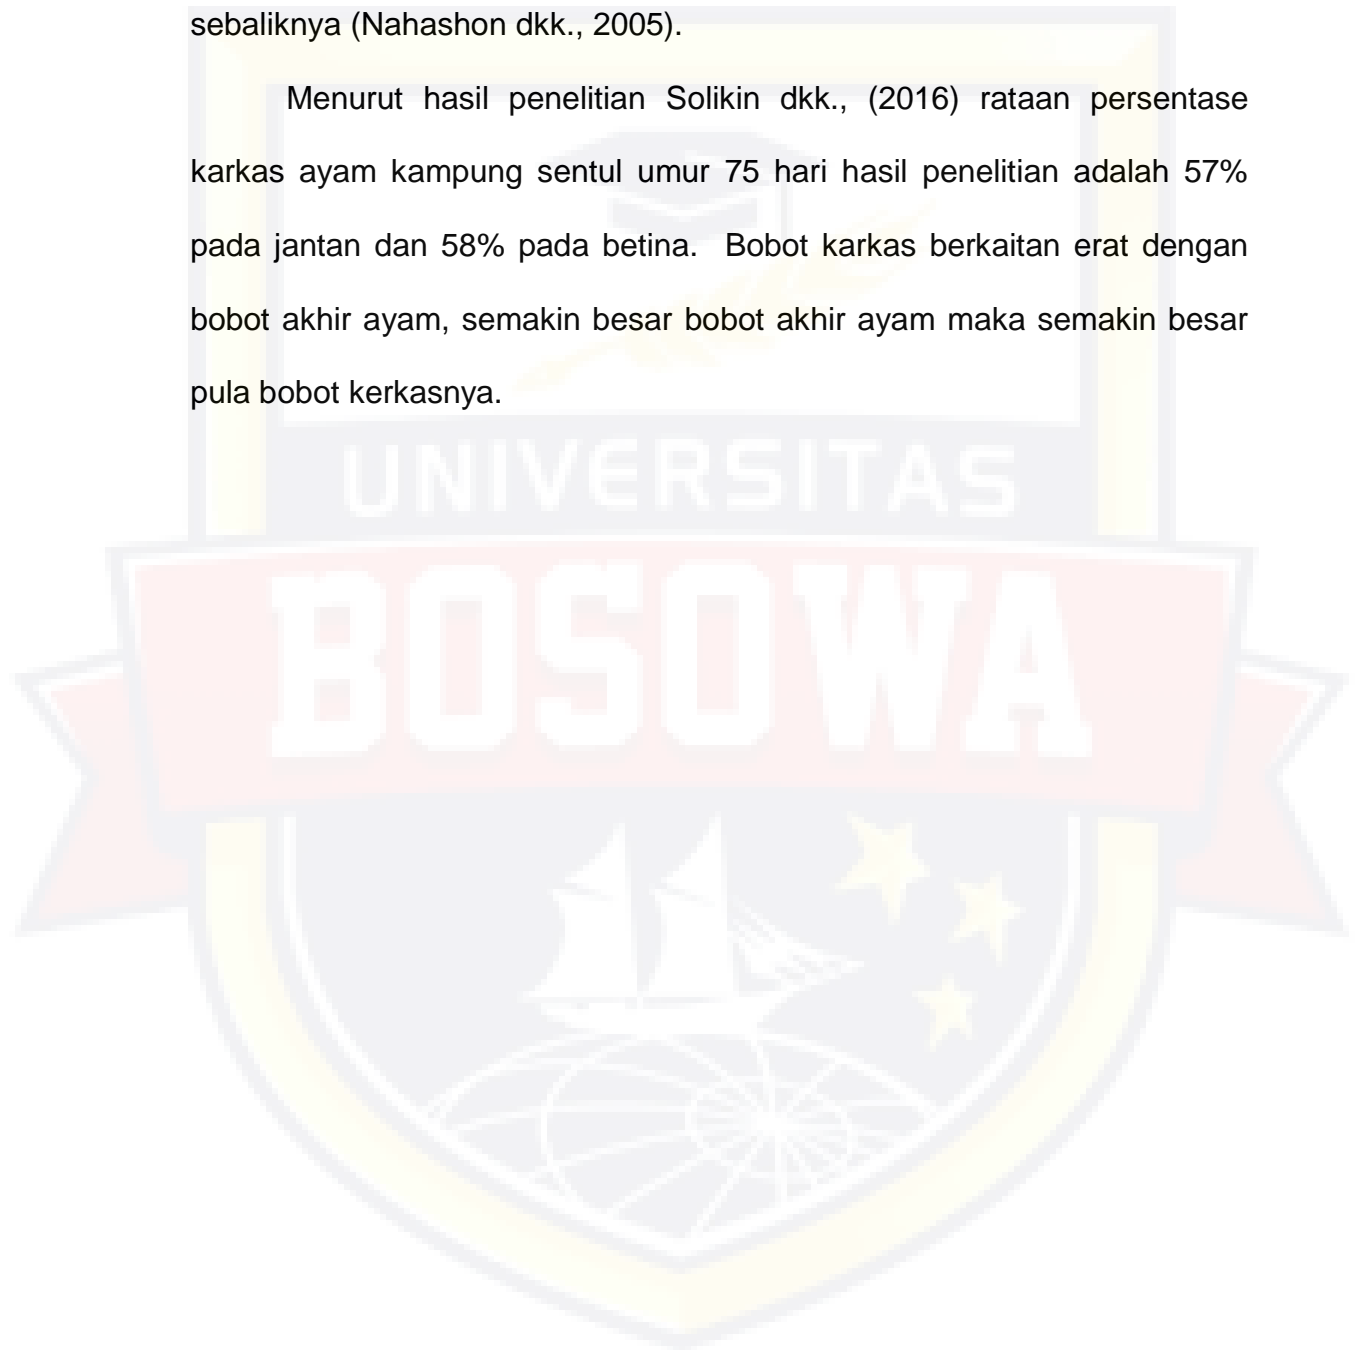 sebaliknya (Nahashon dkk., 2005).
Menurut hasil penelitian Solikin dkk., (2016) rataan persentase
karkas ayam kampung sentul umur 75 hari hasil penelitian adalah 57%
pada jantan dan 58% pada betina. Bobot karkas berkaitan erat dengan
bobot akhir ayam, semakin besar bobot akhir ayam maka semakin besar
pula bobot kerkasnya.
UNIVERSITAS
BOSOWA